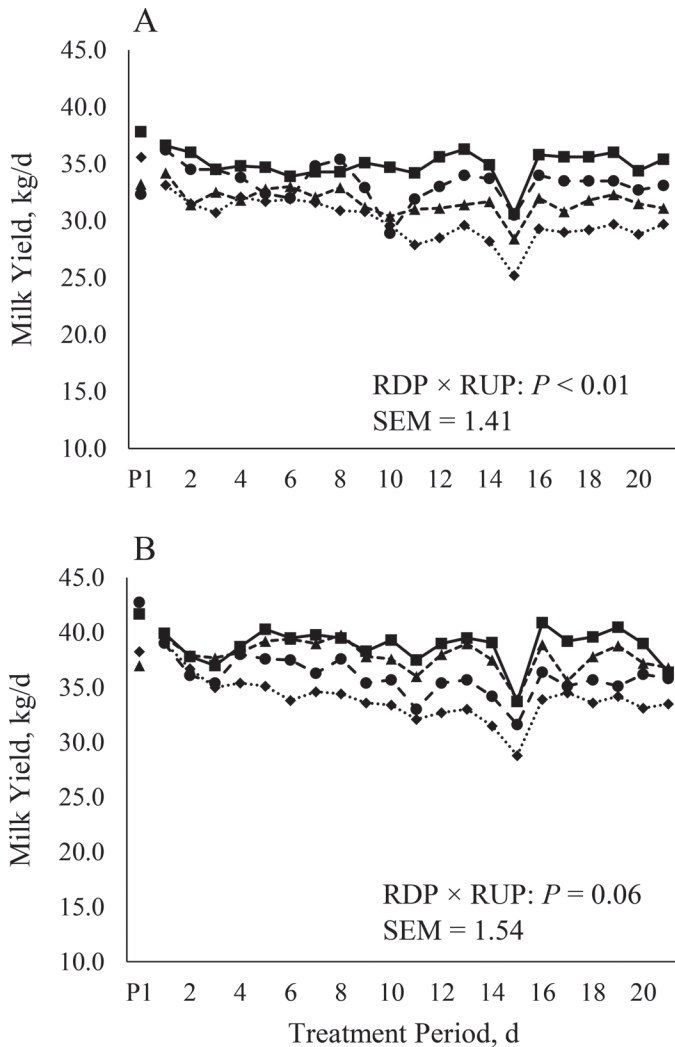 A
Milk Yield, kg/d
45.0
40.0
35.0
30.0
25.0
20.0
15.0
10.0
RDP × RUP: P < 0.01
SEM = 1.41
P1 2 4 6 8 10 12 14 16 18 20
B
Milk Yield, kg/d
45.0
40.0
35.0
30.0
25.0
20.0
15.0
10.0
RDP × RUP: P = 0.06
SEM = 1.54
P1 2 4 6 8 10 12 14 16 18 20
Treatment Period, d